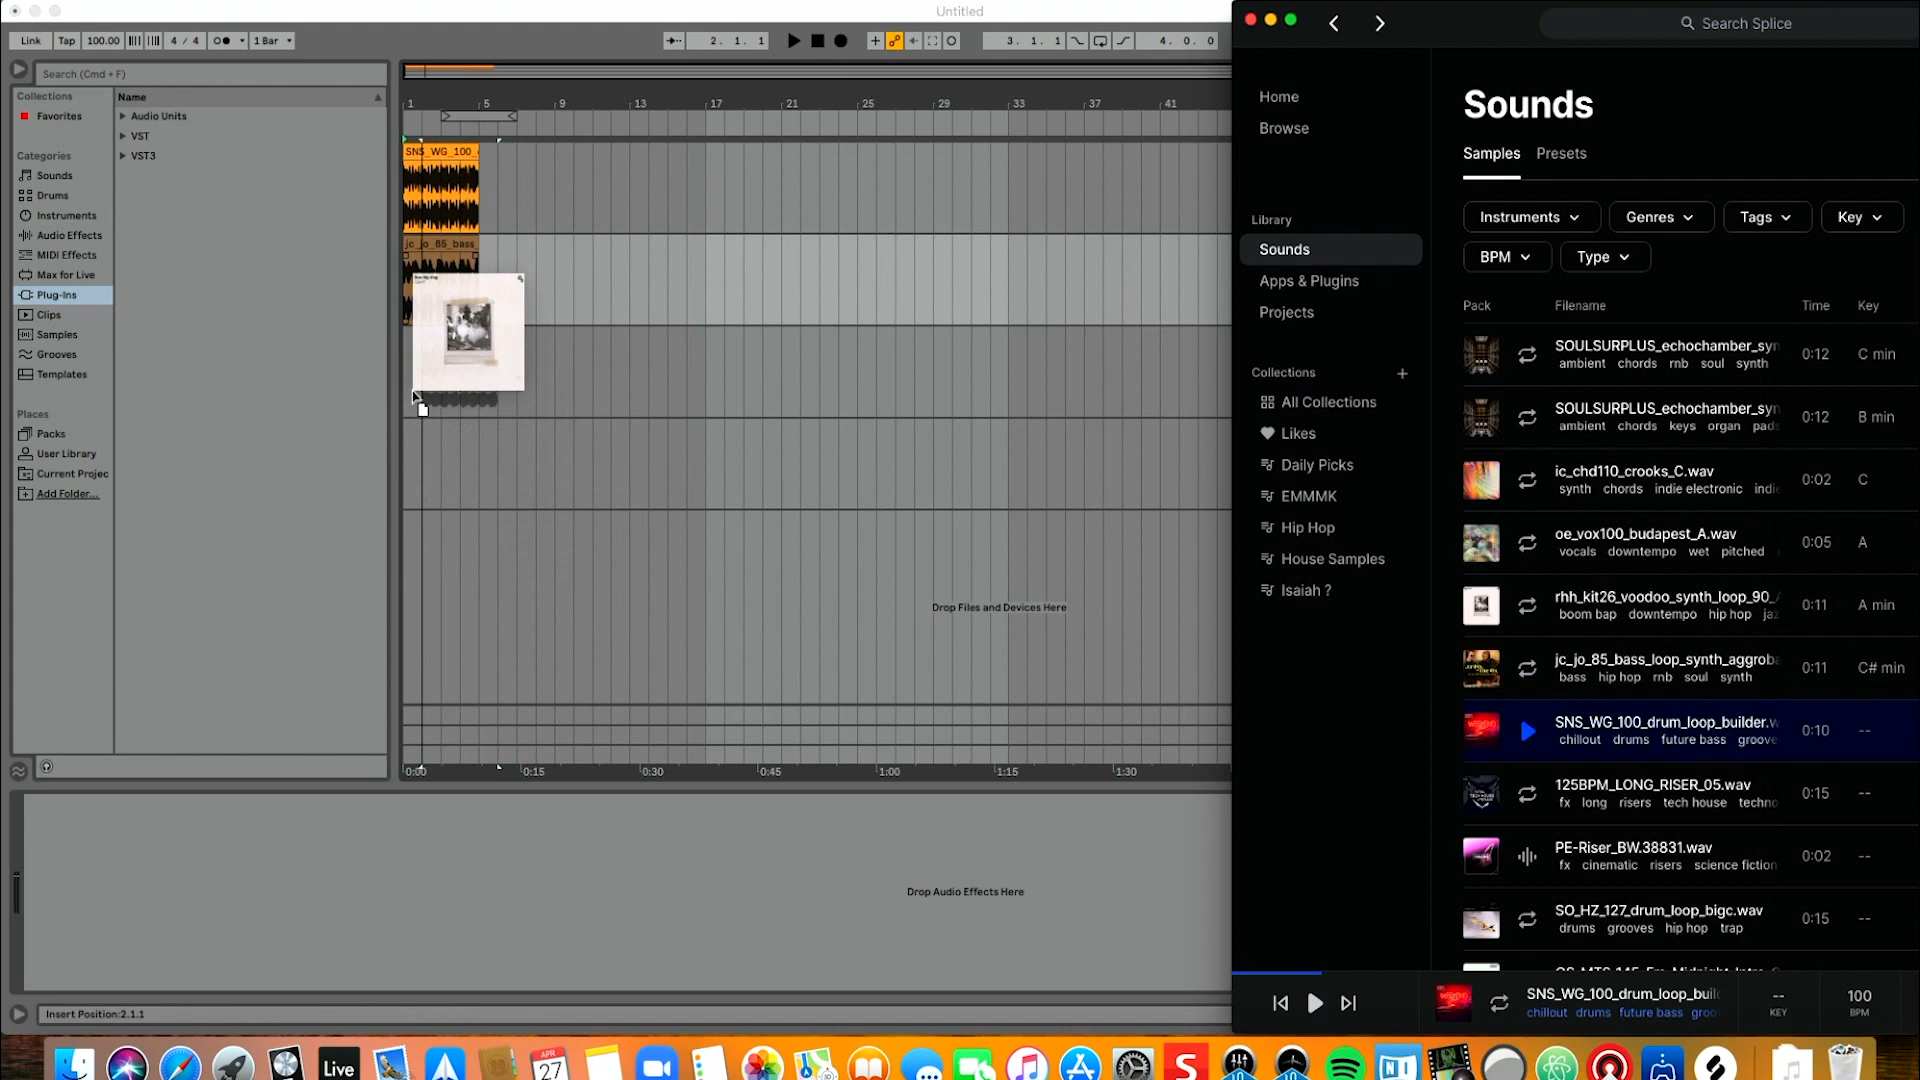 Untitled
Link Tap 100.00 4 / 4 1 Bar
2. 1. 1
3. 1. 1
4. 0. 0
Search (Cmd + F)
Collections
Favorites
Categories
Sounds
Drums
Instruments
Audio Effects
MIDI Effects
Max for Live
Plug-Ins
Clips
Samples
Grooves
Templates
Places
Packs
User Library
Current Projec
Add Folder...
Name
Audio Units
VST
VST3
1 5 9 13 17 21 25 29 33 37 41
SNS_WG_100_
jc_jo_85_bass
Drop Files and Devices Here
0:00 0:15 0:30 0:45 1:00 1:15 1:30
Drop Audio Effects Here
Insert Position:2.1.1
Search Splice
Home
Browse
Library
Sounds
Apps & Plugins
Projects
Collections
All Collections
Likes
Daily Picks
EMMMK
Hip Hop
House Samples
Isaiah ?
Sounds
Samples Presets
Instruments Genres Tags Key
BPM Type
Pack Filename Time Key
SOULSURPLUS_echochamber_syn 0:12 C min
ambient chords rnb soul synth
SOULSURPLUS_echochamber_syn 0:12 B min
ambient chords keys organ pads
ic_chd110_crooks_C.wav 0:02 C
synth chords indie electronic indie
oe_vox100_budapest_A.wav 0:05 A
vocals downtempo wet pitched
rhh_kit26_voodoo_synth_loop_90_A 0:11 A min
boom bap downtempo hip hop jaz
jc_jo_85_bass_loop_synth_aggroba 0:11 C# min
bass hip hop rnb soul synth
SNS_WG_100_drum_loop_builder.w 0:10 --
chillout drums future bass groove
125BPM_LONG_RISER_05.wav 0:15 --
fx long risers tech house techno
PE-Riser_BW.38831.wav 0:02 --
fx cinematic risers science fiction
SO_HZ_127_drum_loop_bigc.wav 0:15 --
drums grooves hip hop trap
SNS_WG_100_drum_loop_buil
chillout drums future bass groo
--
KEY
100
BPM
Live
APR
27